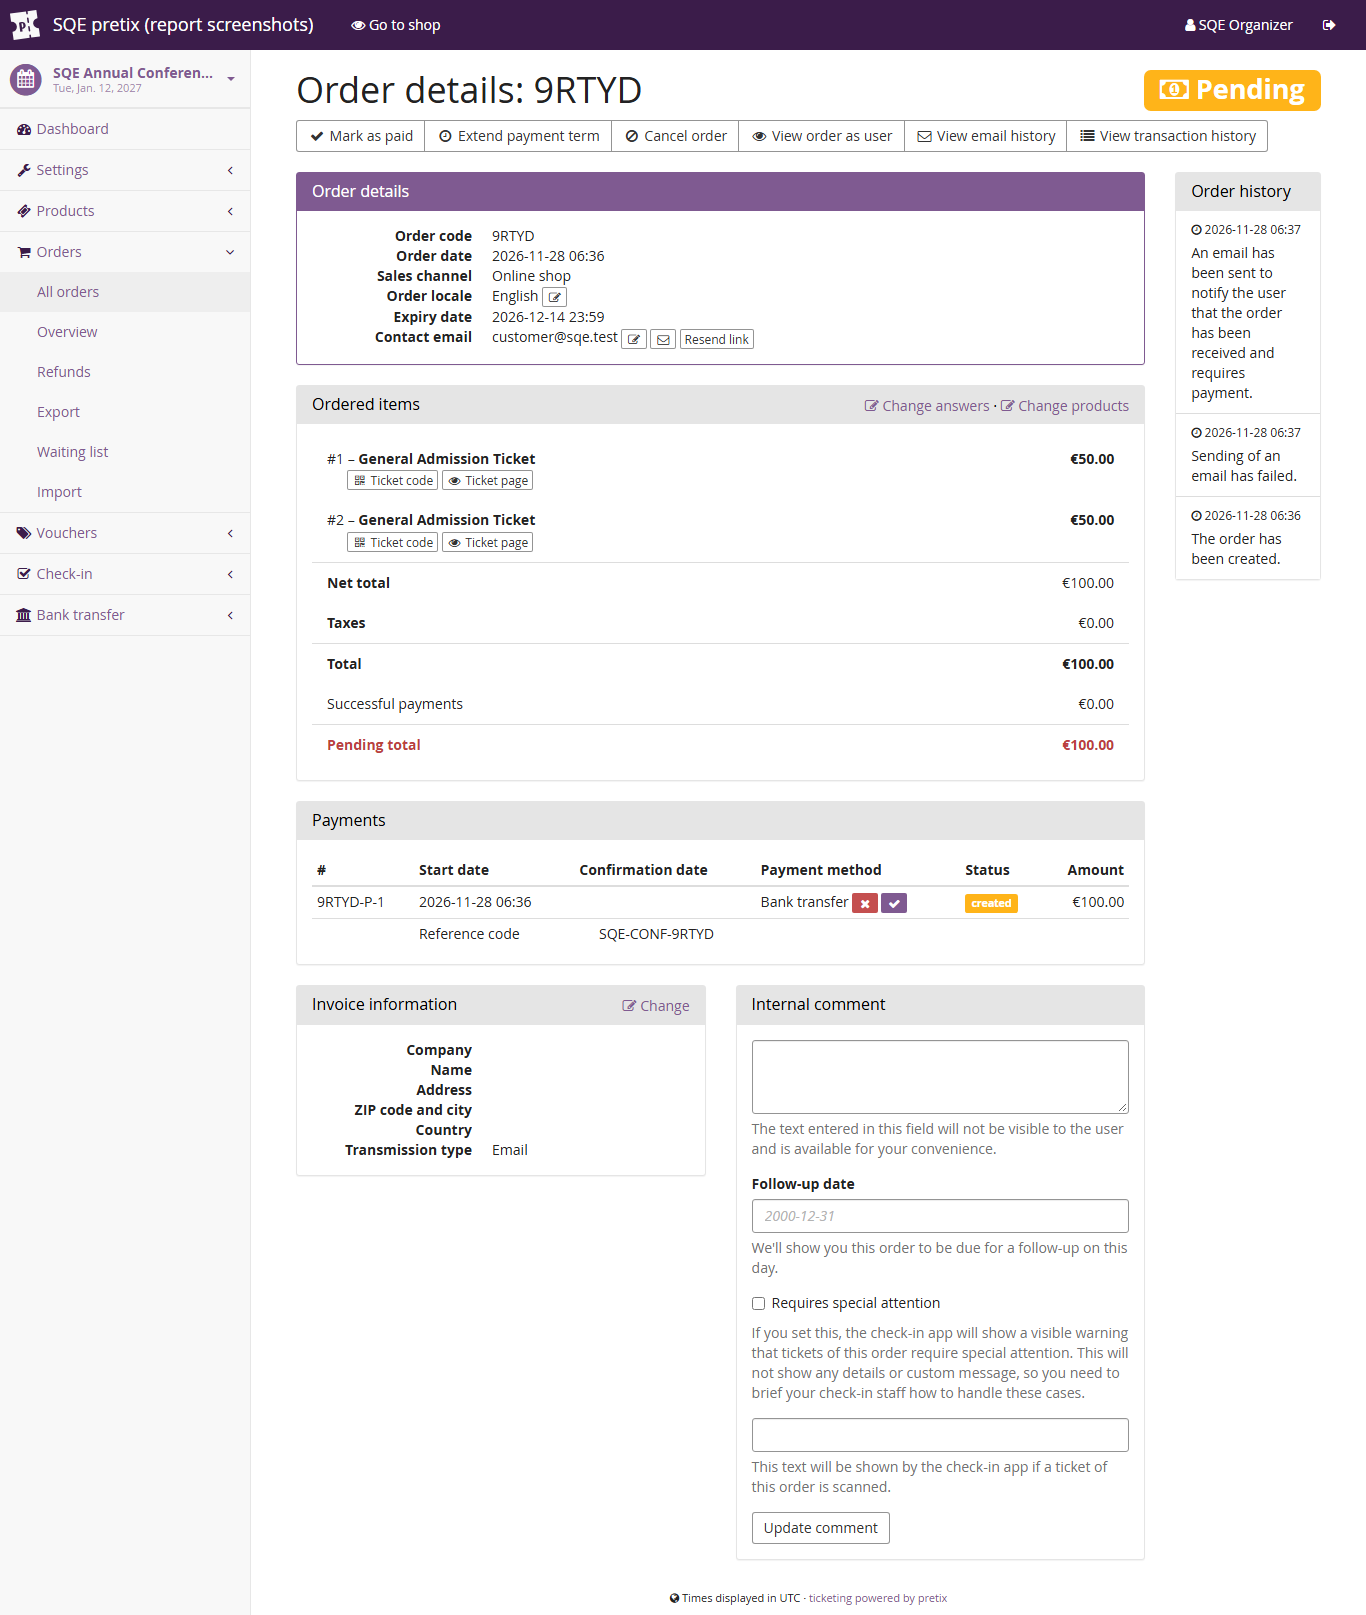 SQE pretix (report screenshots)
Go to shop
SQE Organizer
SQE Annual Conferen...
Tue, Jan. 12, 2027
Dashboard
Settings
Products
Orders
All orders
Overview
Refunds
Export
Waiting list
Import
Vouchers
Check-in
Bank transfer
Order details: 9RTYD
Pending
Mark as paid
Extend payment term
Cancel order
View order as user
View email history
View transaction history
Order details
Order code 9RTYD
Order date 2026-11-28 06:36
Sales channel Online shop
Order locale English
Expiry date 2026-12-14 23:59
Contact email customer@sqe.test Resend link
Ordered items
Change answers · Change products
#1 – General Admission Ticket €50.00
Ticket code Ticket page
#2 – General Admission Ticket €50.00
Ticket code Ticket page
Net total €100.00
Taxes €0.00
Total €100.00
Successful payments €0.00
Pending total €100.00
Payments
# Start date Confirmation date Payment method Status Amount
9RTYD-P-1 2026-11-28 06:36 Bank transfer created €100.00
Reference code SQE-CONF-9RTYD
Invoice information
Change
Company
Name
Address
ZIP code and city
Country
Transmission type Email
Internal comment
The text entered in this field will not be visible to the user
and is available for your convenience.
Follow-up date
2000-12-31
We'll show you this order to be due for a follow-up on this
day.
Requires special attention
If you set this, the check-in app will show a visible warning
that tickets of this order require special attention. This will
not show any details or custom message, so you need to
brief your check-in staff how to handle these cases.
This text will be shown by the check-in app if a ticket of
this order is scanned.
Update comment
Order history
2026-11-28 06:37
An email has
been sent to
notify the user
that the order
has been
received and
requires
payment.
2026-11-28 06:37
Sending of an
email has failed.
2026-11-28 06:36
The order has
been created.
Times displayed in UTC · ticketing powered by pretix